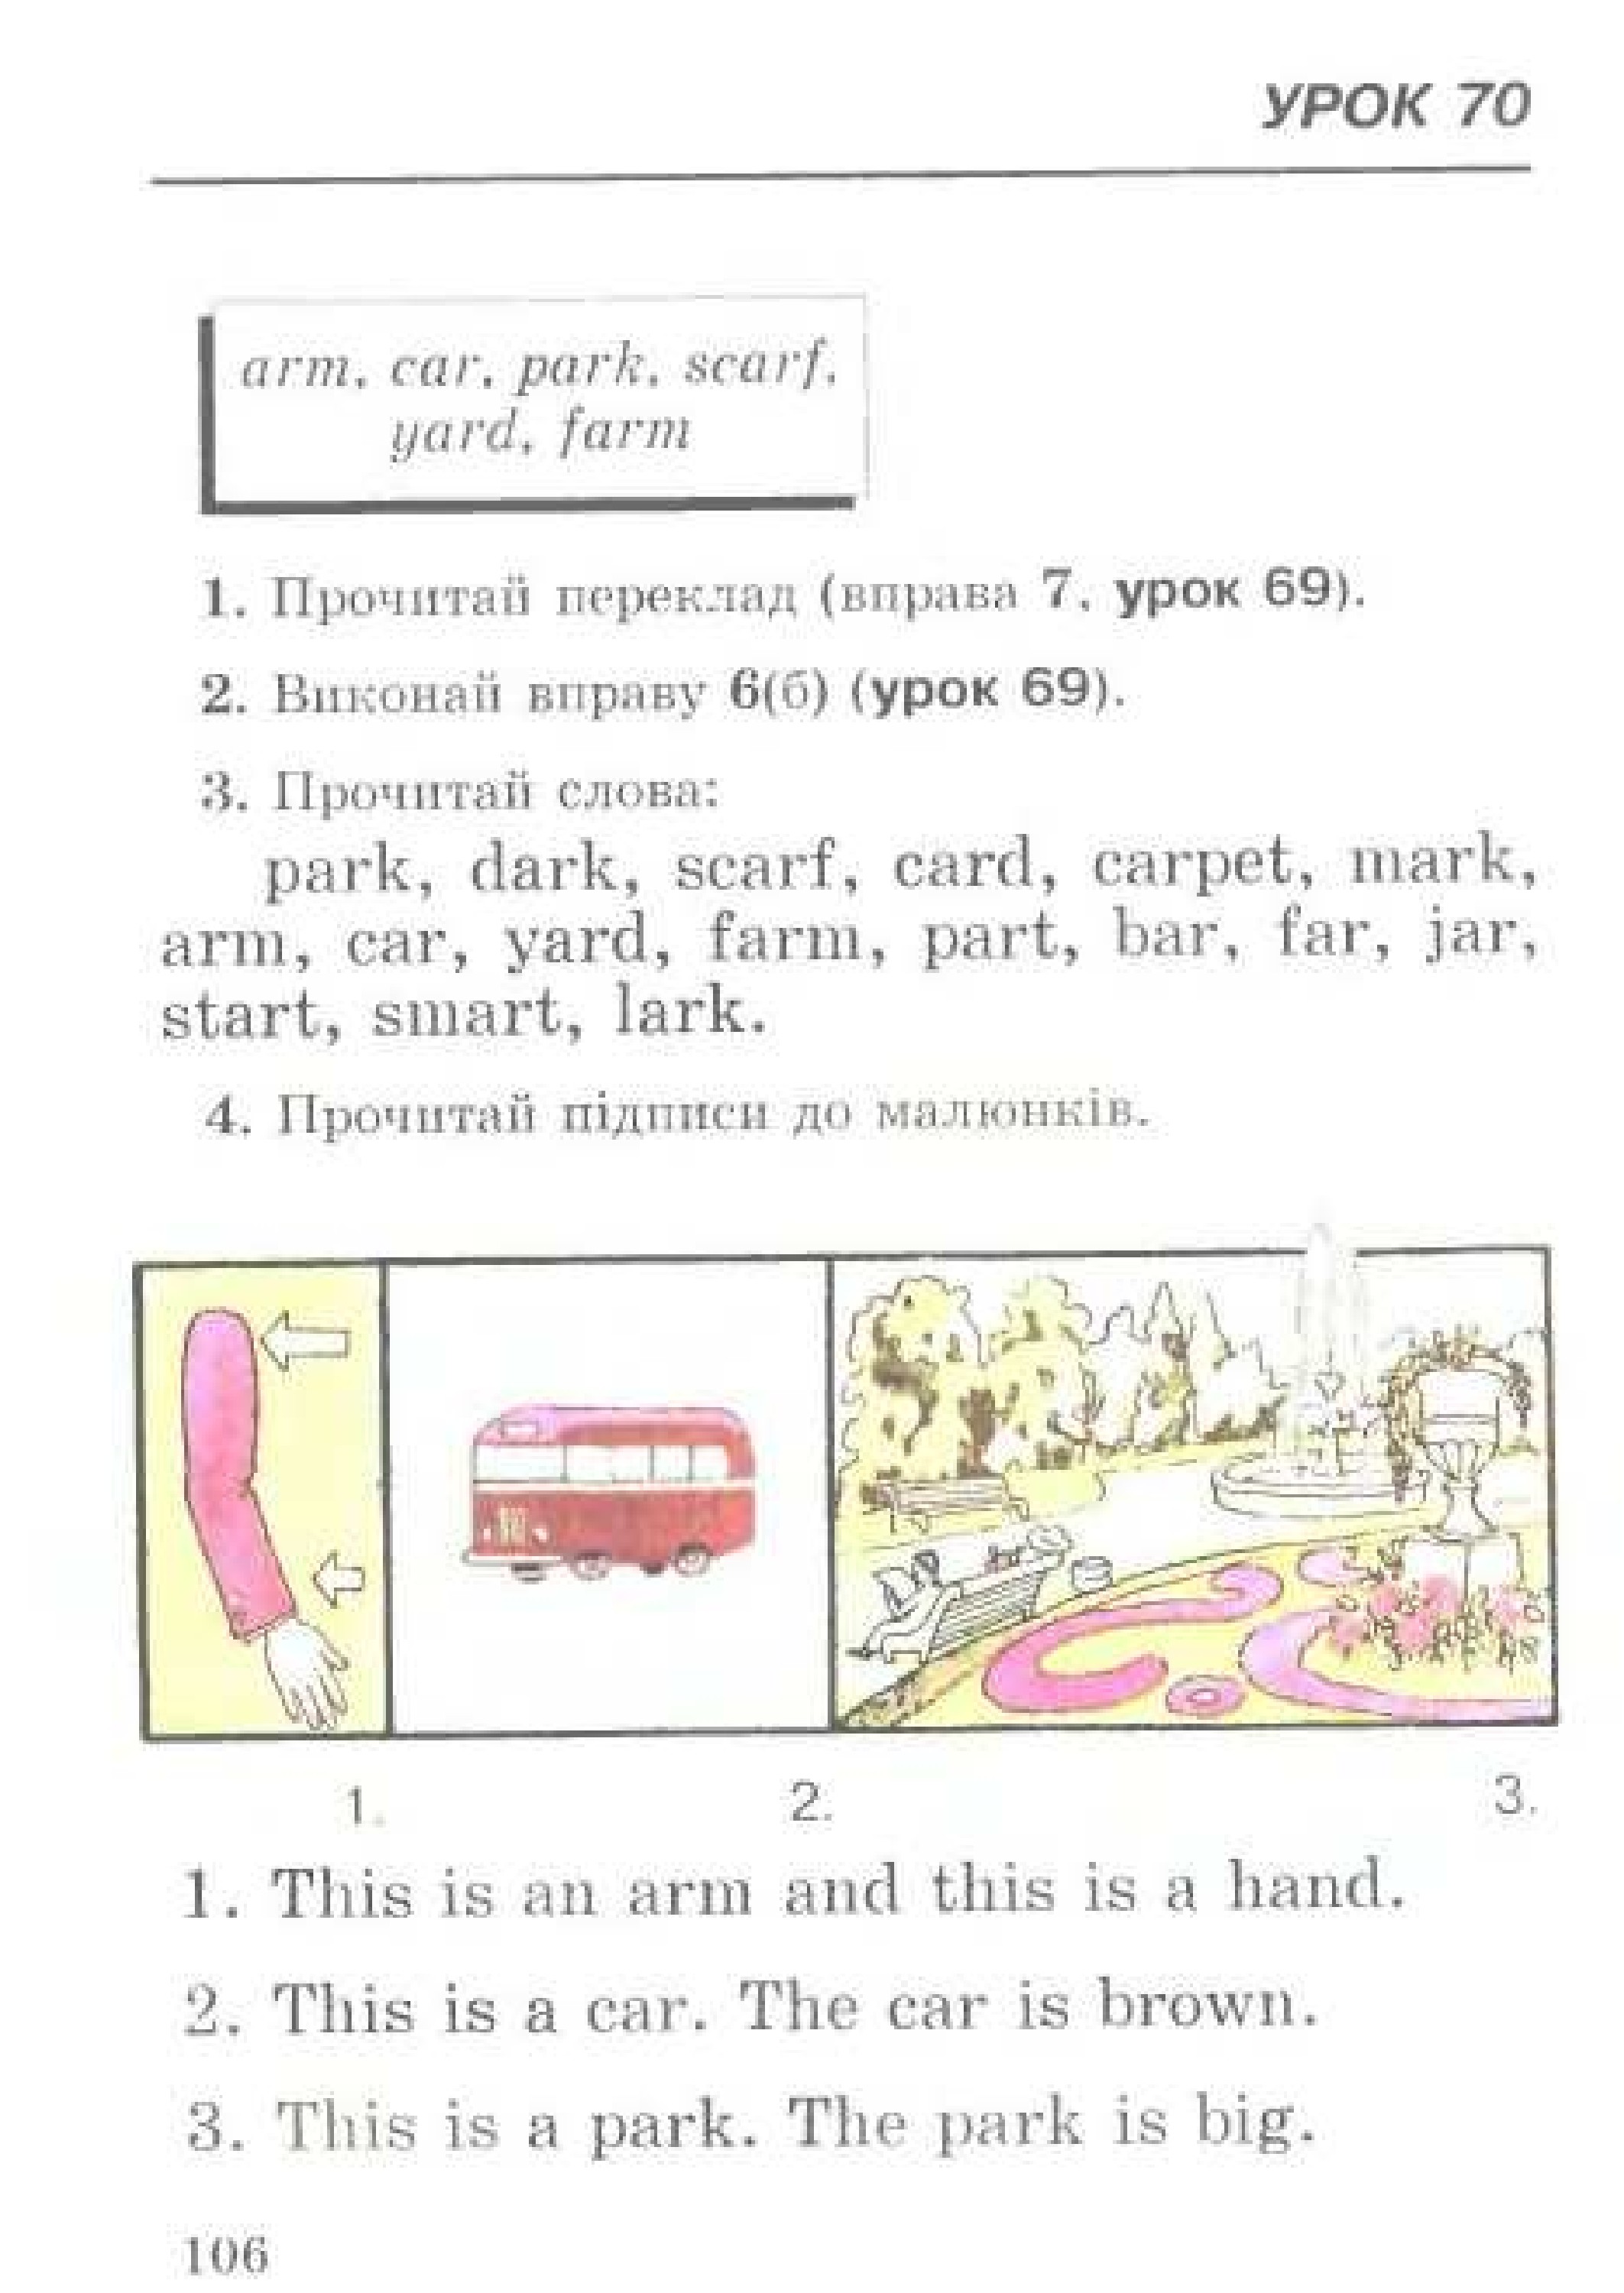 УРОК 70
arm, car, park, scarf,
yard, farm
1. Прочитай переклад (вправа 7, урок 69).
2. Виконай вправу 6(б) (урок 69).
3. Прочитай слова:
park, dark, scarf, card, carpet, mark,
arm, car, yard, farm, part, bar, far, jar,
start, smart, lark.
4. Прочитай підписи до малюнків.
1. 2. 3.
1. This is an arm and this is a hand.
2. This is a car. The car is brown.
3. This is a park. The park is big.
106